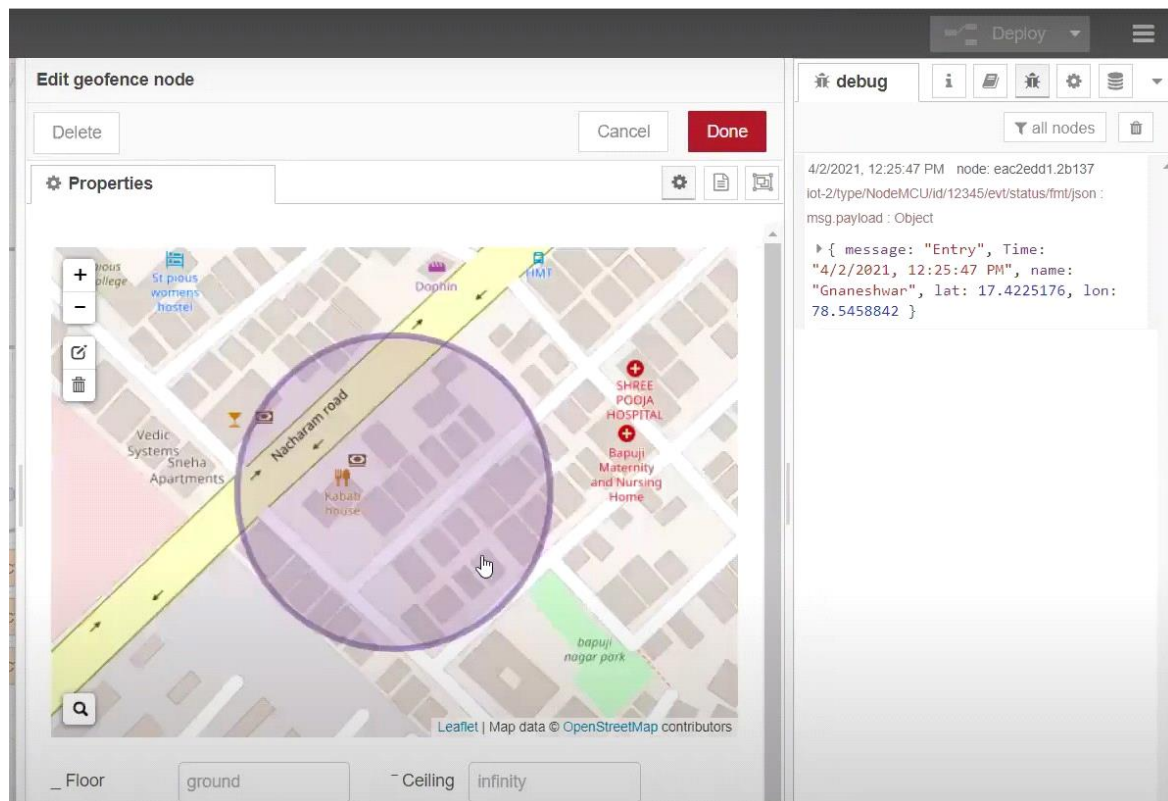 Deploy
Edit geofence node
Delete
Cancel
Done
Properties
St pious
womens
hostel
Dophin
HMT
Nacharam road
Vedic
Systems
Sneha
Apartments
Kabab
house
SHREE
POOJA
HOSPITAL
Bapuji
Maternity
and Nursing
Home
bapuji
nagar park
Leaflet | Map data © OpenStreetMap contributors
Floor
ground
Ceiling
infinity
debug
all nodes
4/2/2021, 12:25:47 PM node: eac2edd1.2b137
iot-2/type/NodeMCU/id/12345/evt/status/fmt/json :
msg.payload : Object
{ message: "Entry", Time:
"4/2/2021, 12:25:47 PM", name:
"Gnaneshwar", lat: 17.4225176, lon:
78.5458842 }